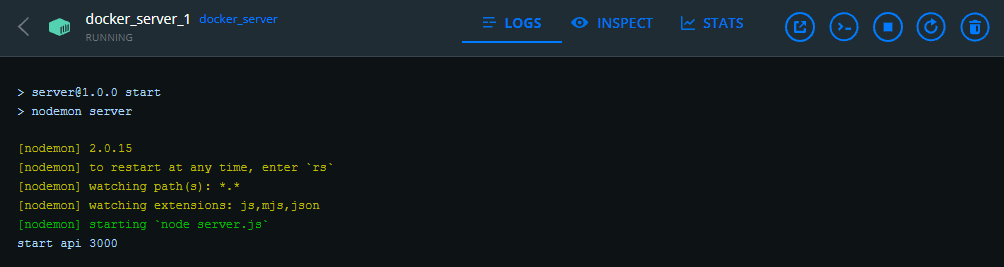 docker_server_1 docker_server
RUNNING
LOGS INSPECT STATS
> server@1.0.0 start
> nodemon server
[nodemon] 2.0.15
[nodemon] to restart at any time, enter `rs`
[nodemon] watching path(s): *.*
[nodemon] watching extensions: js,mjs,json
[nodemon] starting `node server.js`
start api 3000